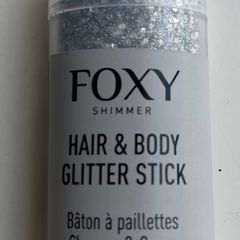 FOXY
SHIMMER
HAIR & BODY
GLITTER STICK
Bâton à paillettes